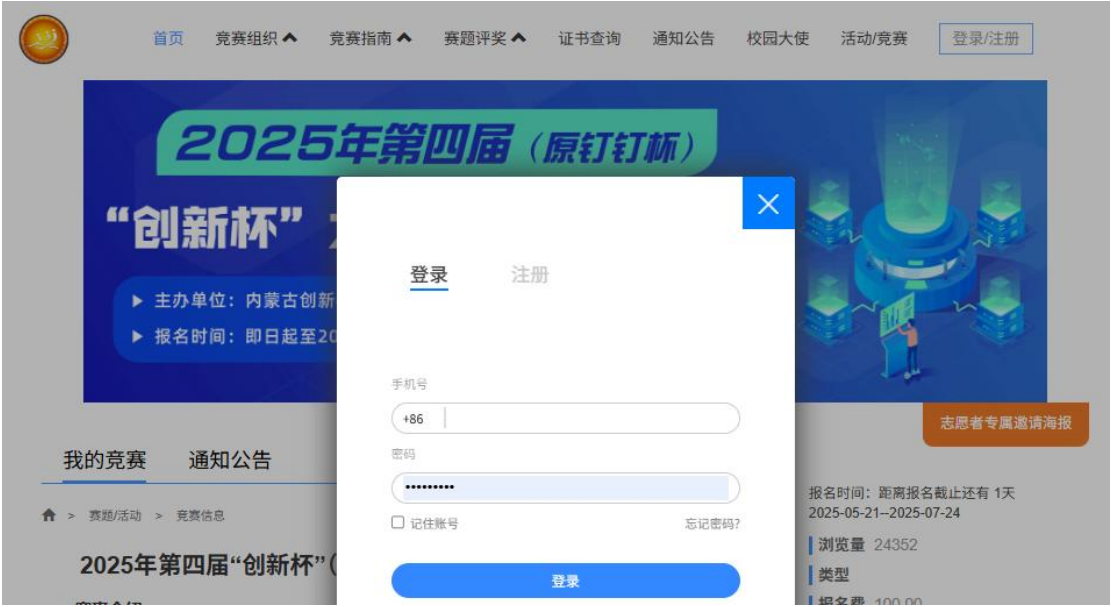 首页 竞赛组织 竞赛指南 赛题评奖 证书查询 通知公告 校园大使 活动/竞赛 登录/注册
2025年第四届（原钉钉杯）
“创新杯”
主办单位：内蒙古创新
报名时间：即日起至20
登录 注册
手机号
+86
密码
•••••••••
记住账号 忘记密码?
登录
志愿者专属邀请海报
我的竞赛 通知公告
> 赛题/活动 > 竞赛信息
2025年第四届“创新杯”(
报名时间：距离报名截止还有 1天
2025-05-21--2025-07-24
浏览量 24352
类型
报名费 100.00